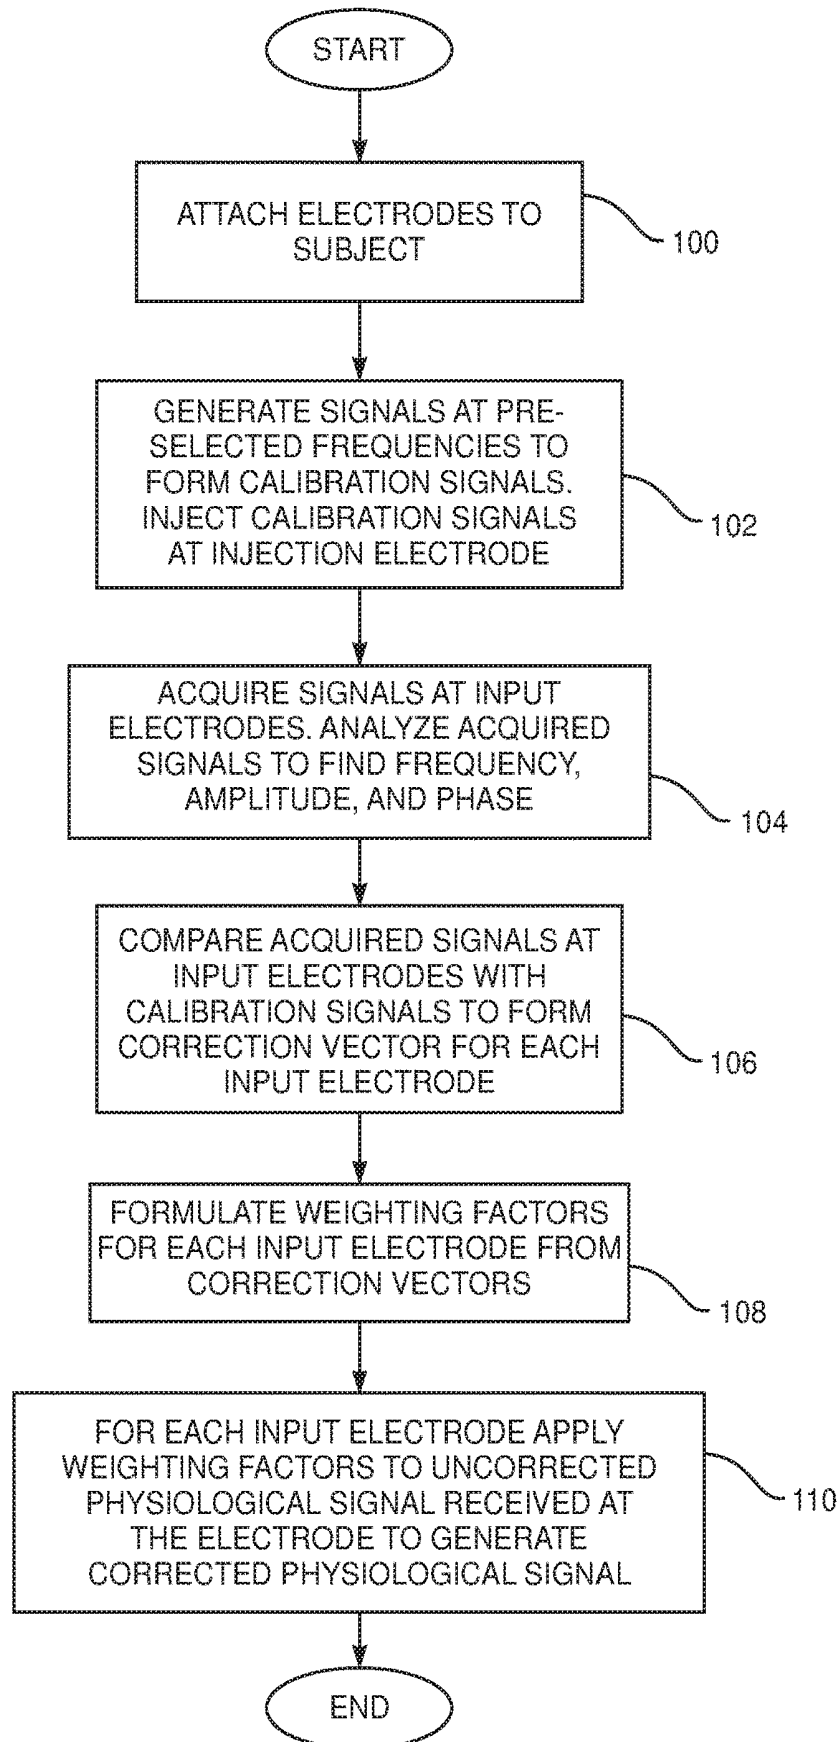 START
ATTACH ELECTRODES TO
SUBJECT
100
GENERATE SIGNALS AT PRE-
SELECTED FREQUENCIES TO
FORM CALIBRATION SIGNALS.
INJECT CALIBRATION SIGNALS
AT INJECTION ELECTRODE
102
ACQUIRE SIGNALS AT INPUT
ELECTRODES. ANALYZE ACQUIRED
SIGNALS TO FIND FREQUENCY,
AMPLITUDE, AND PHASE
104
COMPARE ACQUIRED SIGNALS AT
INPUT ELECTRODES WITH
CALIBRATION SIGNALS TO FORM
CORRECTION VECTOR FOR EACH
INPUT ELECTRODE
106
FORMULATE WEIGHTING FACTORS
FOR EACH INPUT ELECTRODE FROM
CORRECTION VECTORS
108
FOR EACH INPUT ELECTRODE APPLY
WEIGHTING FACTORS TO UNCORRECTED
PHYSIOLOGICAL SIGNAL RECEIVED AT
THE ELECTRODE TO GENERATE
CORRECTED PHYSIOLOGICAL SIGNAL
110
END